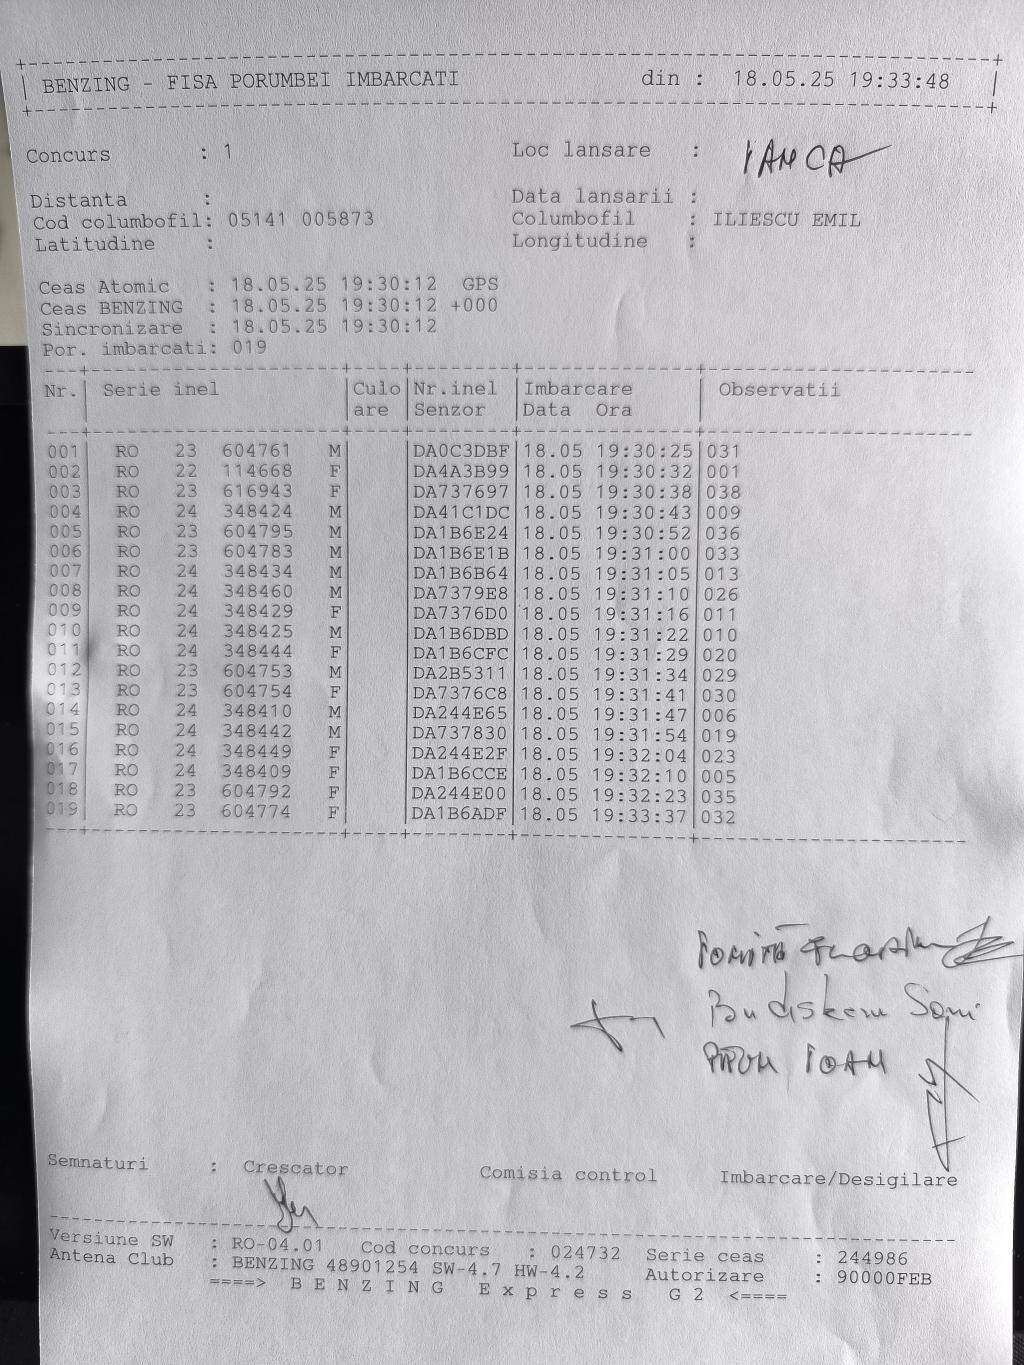 BENZING - FISA PORUMBEI IMBARCATI din : 18.05.25 19:33:48
Concurs : 1 Loc lansare : IANCA
Distanta : Data lansarii :
Cod columbofil: 05141 005873 Columbofil : ILIESCU EMIL
Latitudine : Longitudine :
Ceas Atomic : 18.05.25 19:30:12 GPS
Ceas BENZING : 18.05.25 19:30:12 +000
Sincronizare : 18.05.25 19:30:12
Por. imbarcati: 019
Nr. Serie inel Culo Nr.inel Imbarcare Observatii
are Senzor Data Ora
001 RO 23 604761 M DA0C3DBF 18.05 19:30:25 031
002 RO 22 114668 F DA4A3B99 18.05 19:30:32 001
003 RO 23 616943 F DA737697 18.05 19:30:38 038
004 RO 24 348424 M DA41C1DC 18.05 19:30:43 009
005 RO 23 604795 M DA1B6E24 18.05 19:30:52 036
006 RO 23 604783 M DA1B6E1B 18.05 19:31:00 033
007 RO 24 348434 M DA1B6B64 18.05 19:31:05 013
008 RO 24 348460 M DA7379E8 18.05 19:31:10 026
009 RO 24 348429 F DA7376D0 18.05 19:31:16 011
010 RO 24 348425 M DA1B6DBD 18.05 19:31:22 010
011 RO 24 348444 F DA1B6CFC 18.05 19:31:29 020
012 RO 23 604753 M DA2B5311 18.05 19:31:34 029
013 RO 23 604754 F DA7376C8 18.05 19:31:41 030
014 RO 24 348410 M DA244E65 18.05 19:31:47 006
015 RO 24 348442 M DA737830 18.05 19:31:54 019
016 RO 24 348449 F DA244E2F 18.05 19:32:04 023
017 RO 24 348409 F DA1B6CCE 18.05 19:32:10 005
018 RO 23 604792 F DA244E00 18.05 19:32:23 035
019 RO 23 604774 F DA1B6ADF 18.05 19:33:37 032
IOAN
Semnaturi : Crescator Comisia control Imbarcare/Desigilare
Versiune SW : RO-04.01 Cod concurs : 024732 Serie ceas : 244986
Antena Club : BENZING 48901254 SW-4.7 HW-4.2 Autorizare : 90000FEB
====> B E N Z I N G E x p r e s s G 2 <====